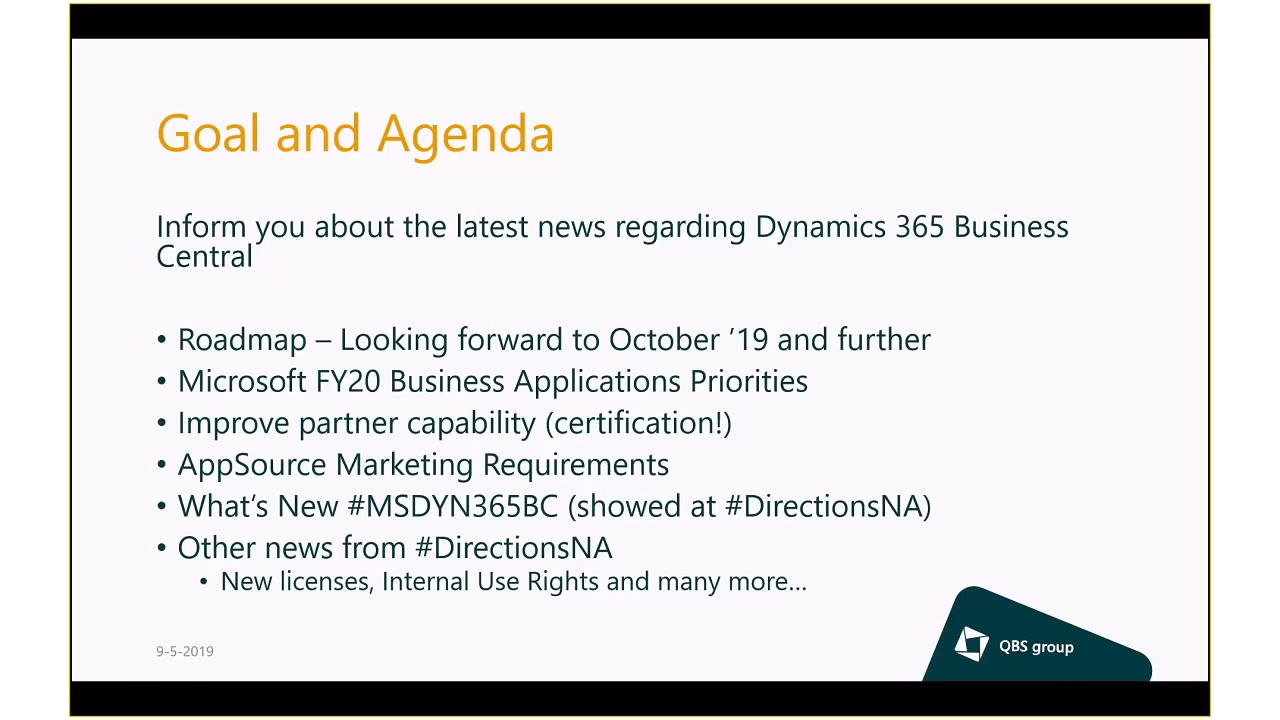 Goal and Agenda
Inform you about the latest news regarding Dynamics 365 Business
Central
• Roadmap – Looking forward to October ’19 and further
• Microsoft FY20 Business Applications Priorities
• Improve partner capability (certification!)
• AppSource Marketing Requirements
• What’s New #MSDYN365BC (showed at #DirectionsNA)
• Other news from #DirectionsNA
• New licenses, Internal Use Rights and many more…
9-5-2019
QBS group